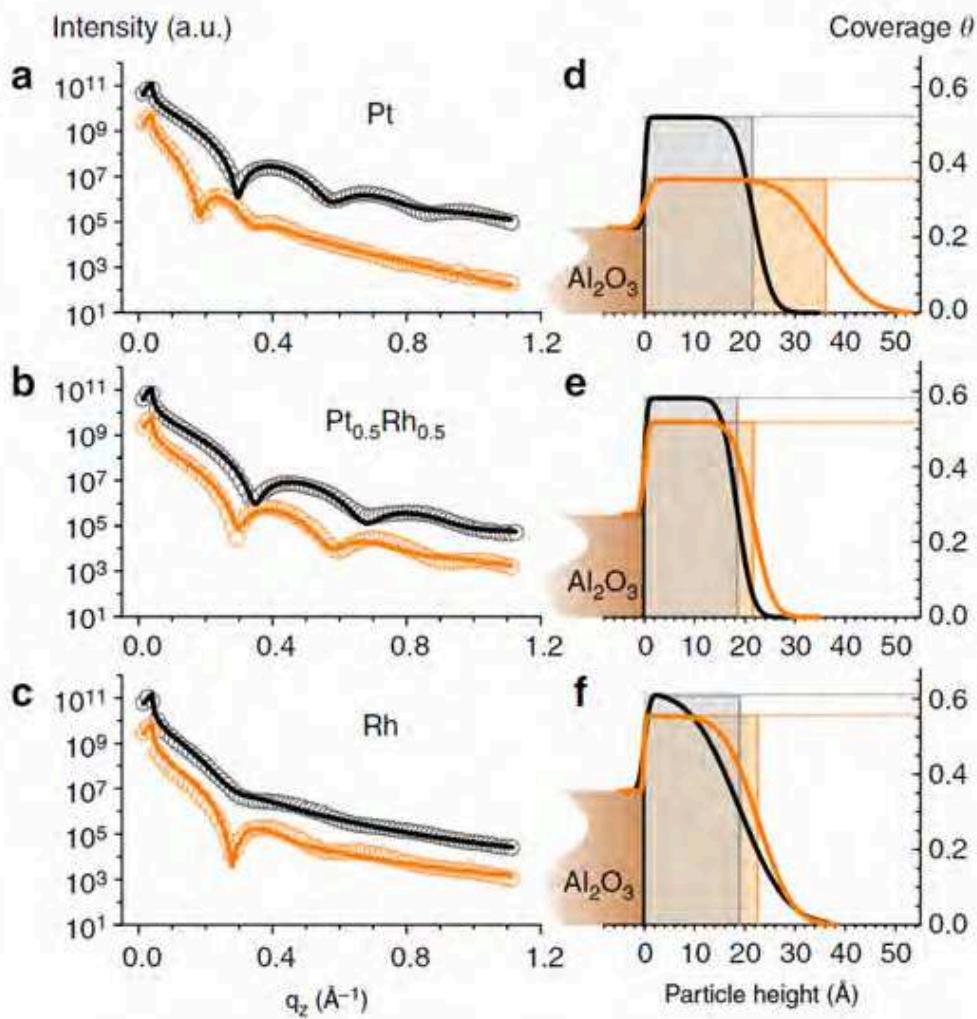 Intensity (a.u.)
Coverage θ
a
10¹¹
10⁹
10⁷
10⁵
10³
10¹
Pt
0.0 0.4 0.8 1.2
d
0.6
0.4
0.2
0.0
Al₂O₃
0 10 20 30 40 50
b
10¹¹
10⁹
10⁷
10⁵
10³
10¹
Pt₀.₅Rh₀.₅
0.0 0.4 0.8 1.2
e
0.6
0.4
0.2
0.0
Al₂O₃
0 10 20 30 40 50
c
10¹¹
10⁹
10⁷
10⁵
10³
10¹
Rh
0.0 0.4 0.8 1.2
q_z (Å⁻¹)
f
0.6
0.4
0.2
0.0
Al₂O₃
0 10 20 30 40 50
Particle height (Å)